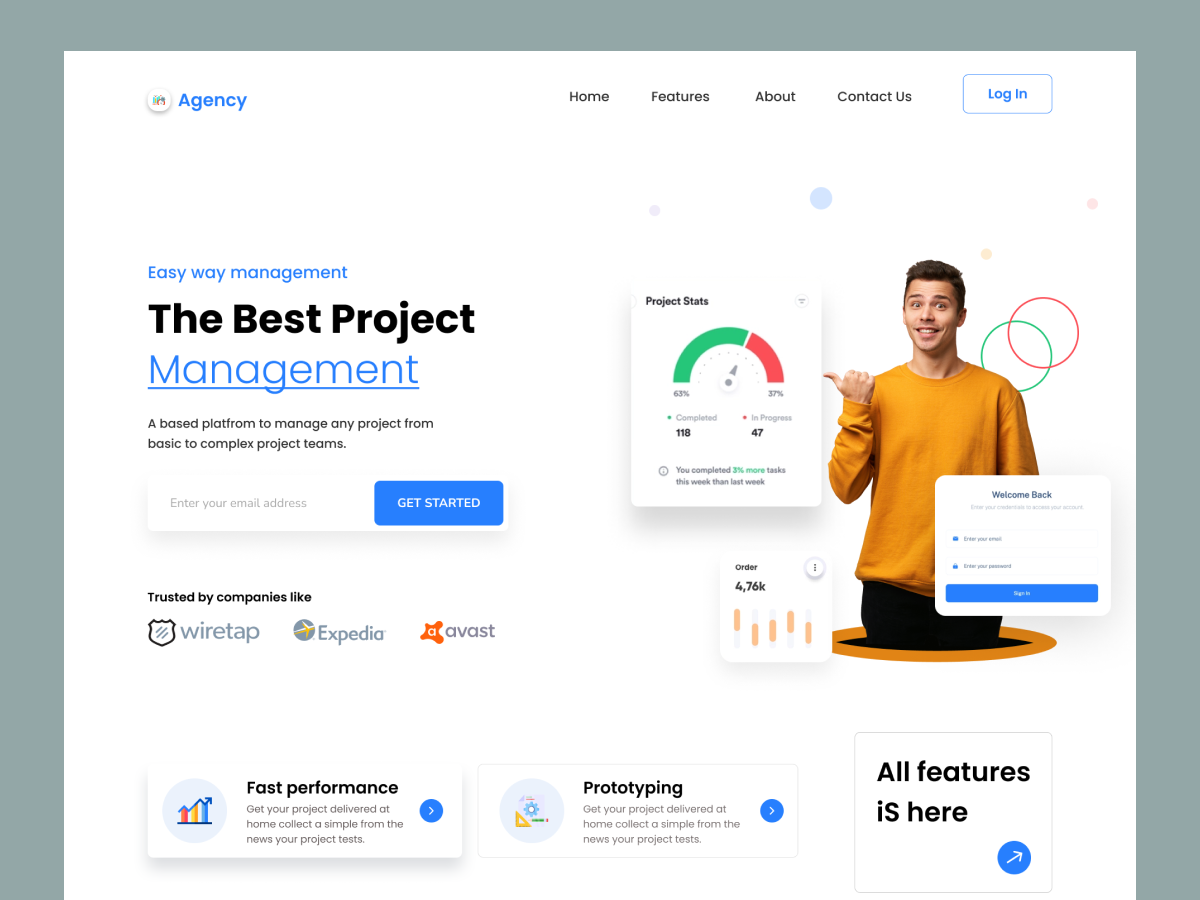 Agency
Home
Features
About
Contact Us
Log In
Easy way management
The Best Project
Management
A based platfrom to manage any project from
basic to complex project teams.
Enter your email address
GET STARTED
Trusted by companies like
wiretap
Expedia
avast
Project Stats
63%
37%
Completed
In Progress
118
47
You completed 3% more tasks
this week than last week
Order
4,76k
Welcome Back
Enter your credentials to access your account
Enter your email
Enter your password
Sign In
Fast performance
Get your project delivered at
home collect a simple from the
news your project tests.
Prototyping
Get your project delivered at
home collect a simple from the
news your project tests.
All features
iS here